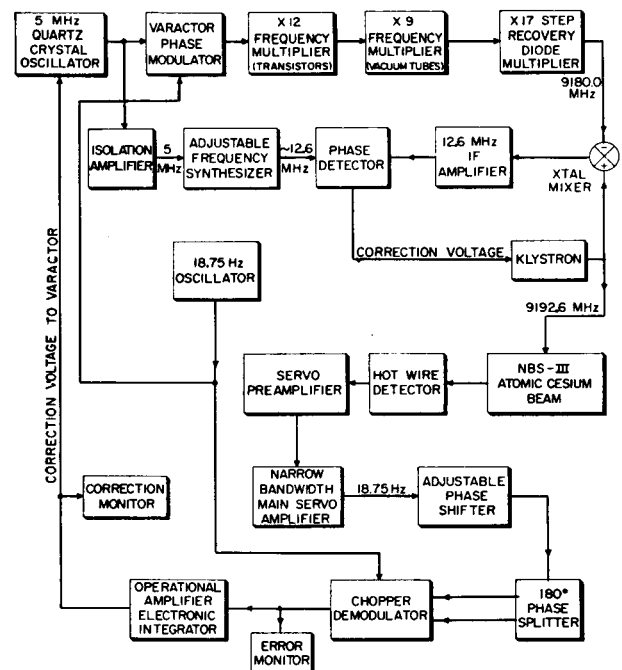 5 MHz
QUARTZ
CRYSTAL
OSCILLATOR
VARACTOR
PHASE
MODULATOR
X 12
FREQUENCY
MULTIPLIER
(TRANSISTORS)
X 9
FREQUENCY
MULTIPLIER
(VACUUM TUBES)
X 17 STEP
RECOVERY
DIODE
MULTIPLIER
9180.0
MHz
ISOLATION
AMPLIFIER
5
MHz
ADJUSTABLE
FREQUENCY
SYNTHESIZER
~12.6
MHz
PHASE
DETECTOR
12.6 MHz
IF
AMPLIFIER
-
+
XTAL
MIXER
CORRECTION VOLTAGE
KLYSTRON
18.75 Hz
OSCILLATOR
9192.6 MHz
CORRECTION VOLTAGE TO VARACTOR
SERVO
PREAMPLIFIER
HOT WIRE
DETECTOR
NBS-III
ATOMIC CESIUM
BEAM
CORRECTION
MONITOR
NARROW
BANDWIDTH
MAIN SERVO
AMPLIFIER
18.75 Hz
ADJUSTABLE
PHASE
SHIFTER
OPERATIONAL
AMPLIFIER
ELECTRONIC
INTEGRATOR
CHOPPER
DEMODULATOR
180°
PHASE
SPLITTER
ERROR
MONITOR